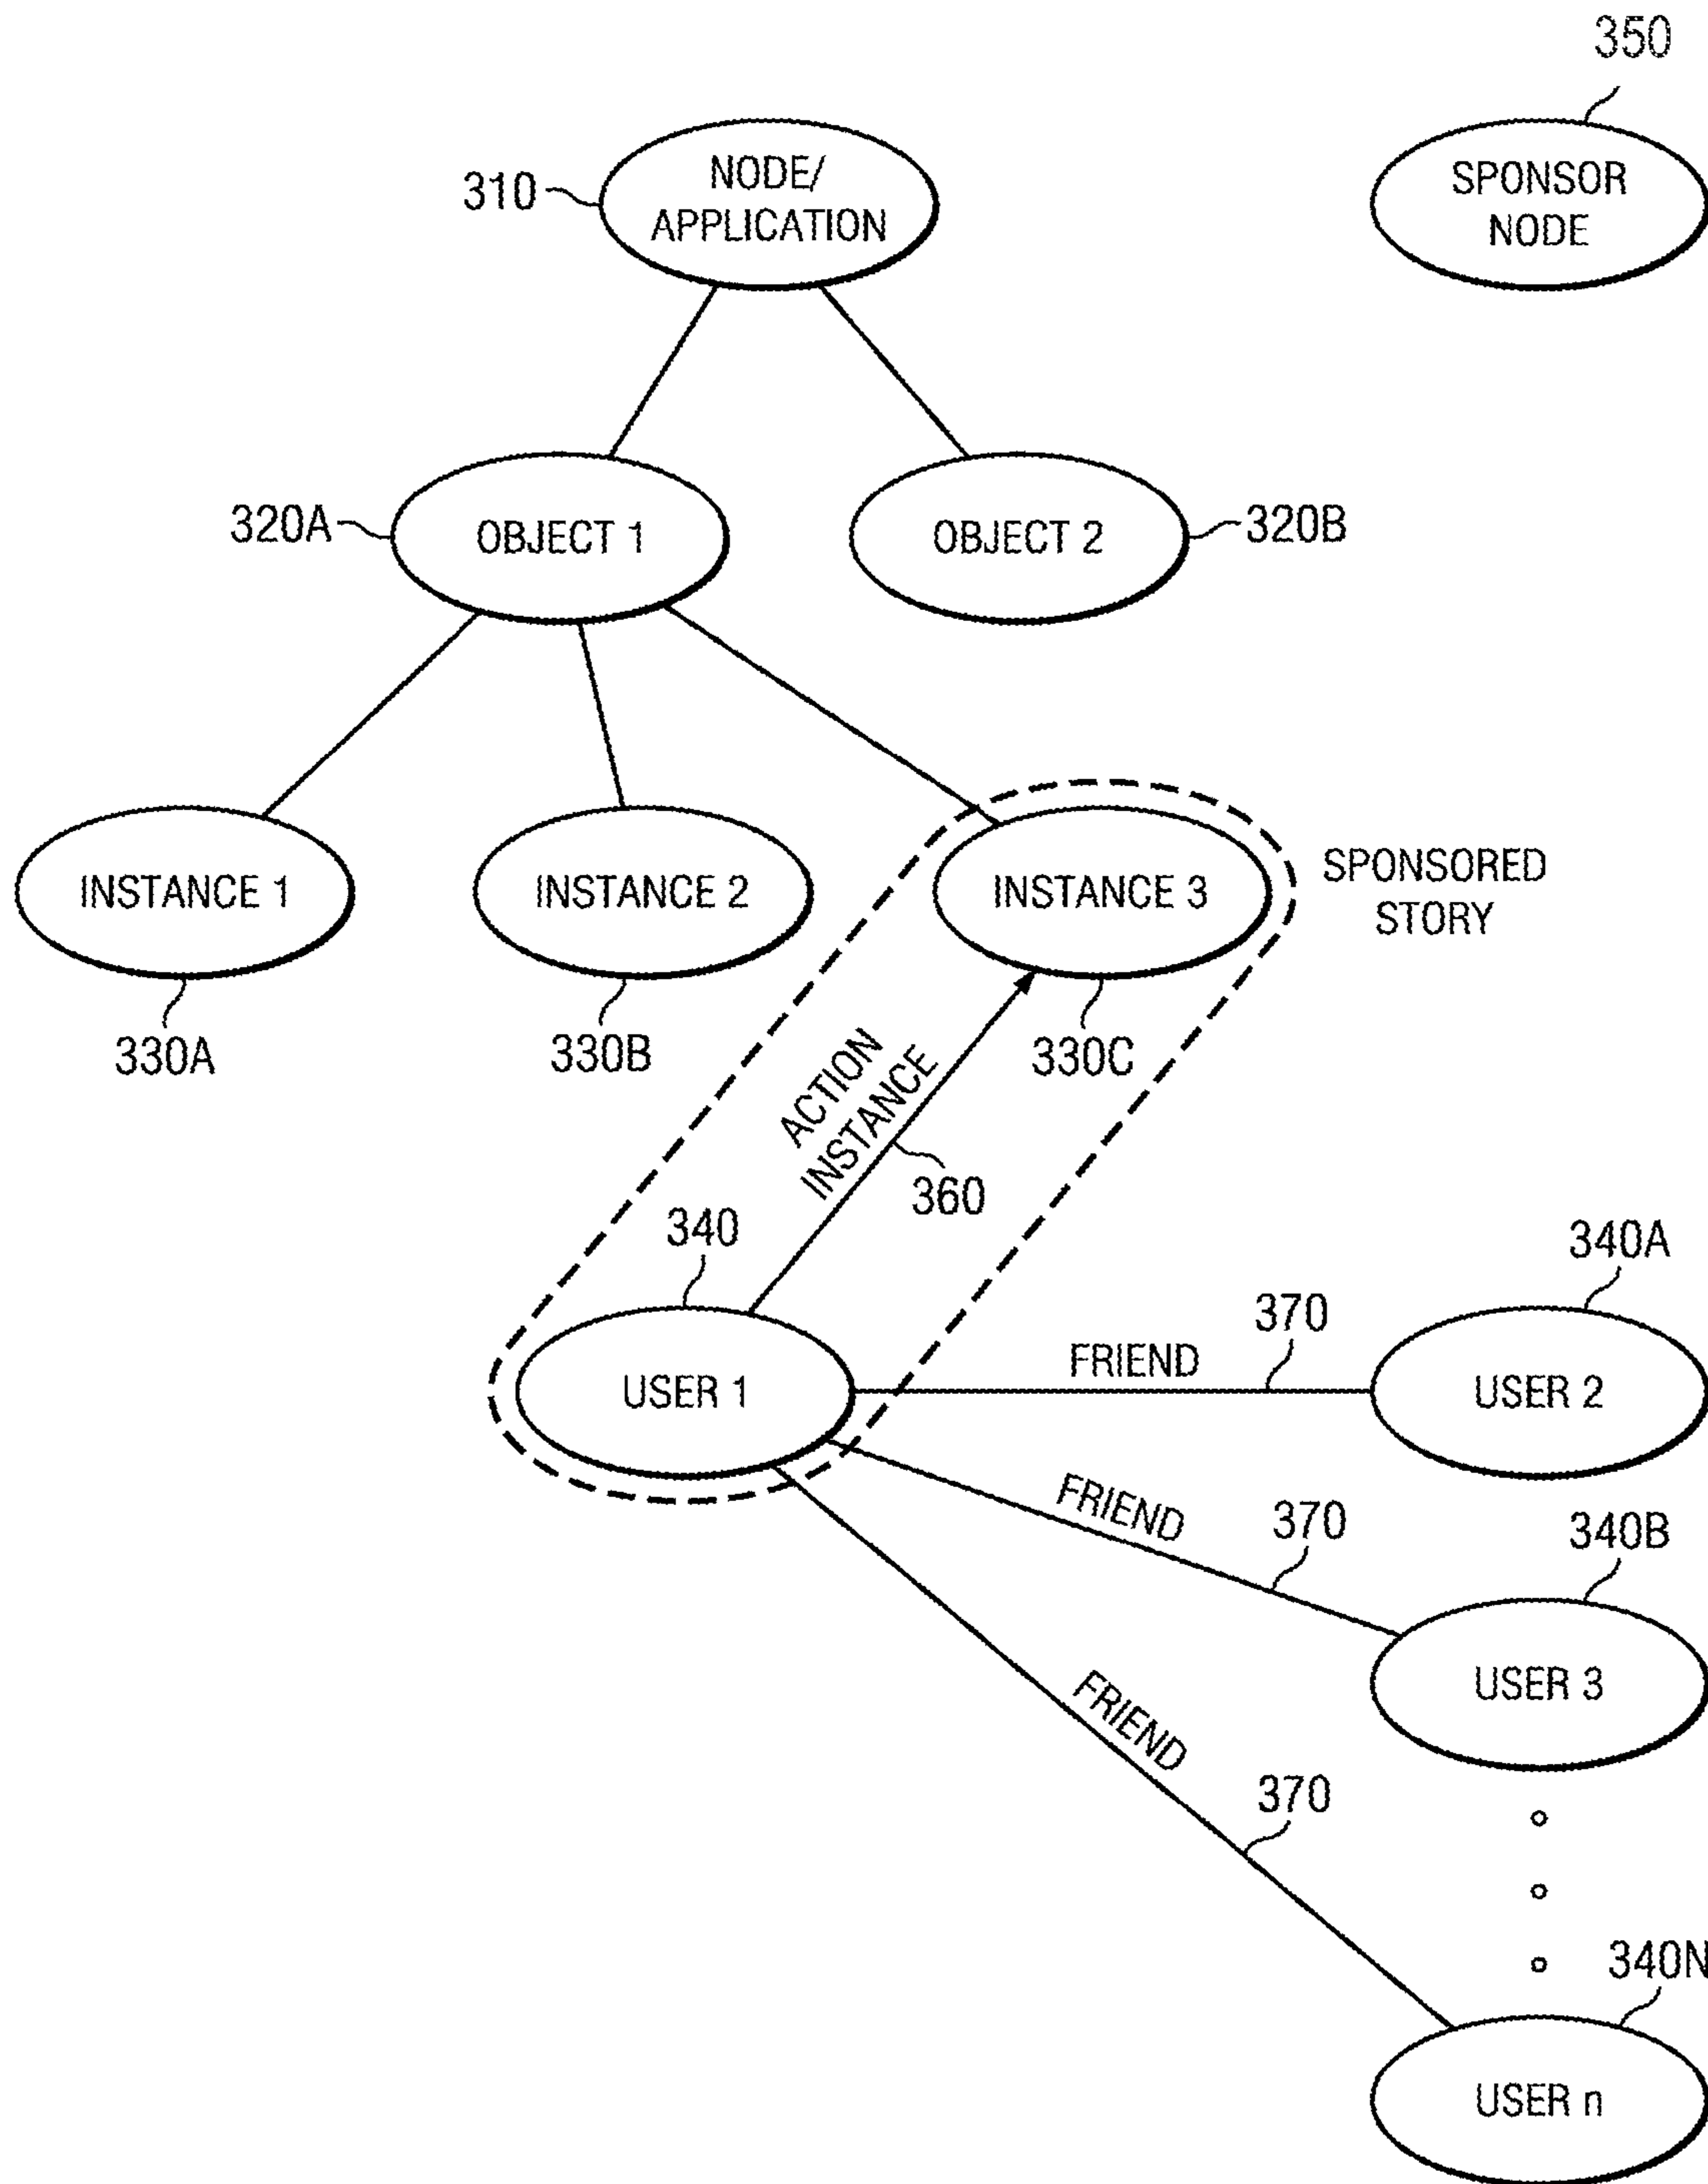 350
NODE/
APPLICATION
310
SPONSOR
NODE
320A
OBJECT 1
OBJECT 2
320B
INSTANCE 1
INSTANCE 2
INSTANCE 3
SPONSORED
STORY
330A
330B
330C
ACTION
INSTANCE
360
340
340A
USER 1
FRIEND
370
USER 2
FRIEND
370
340B
USER 3
FRIEND
370
340N
USER n